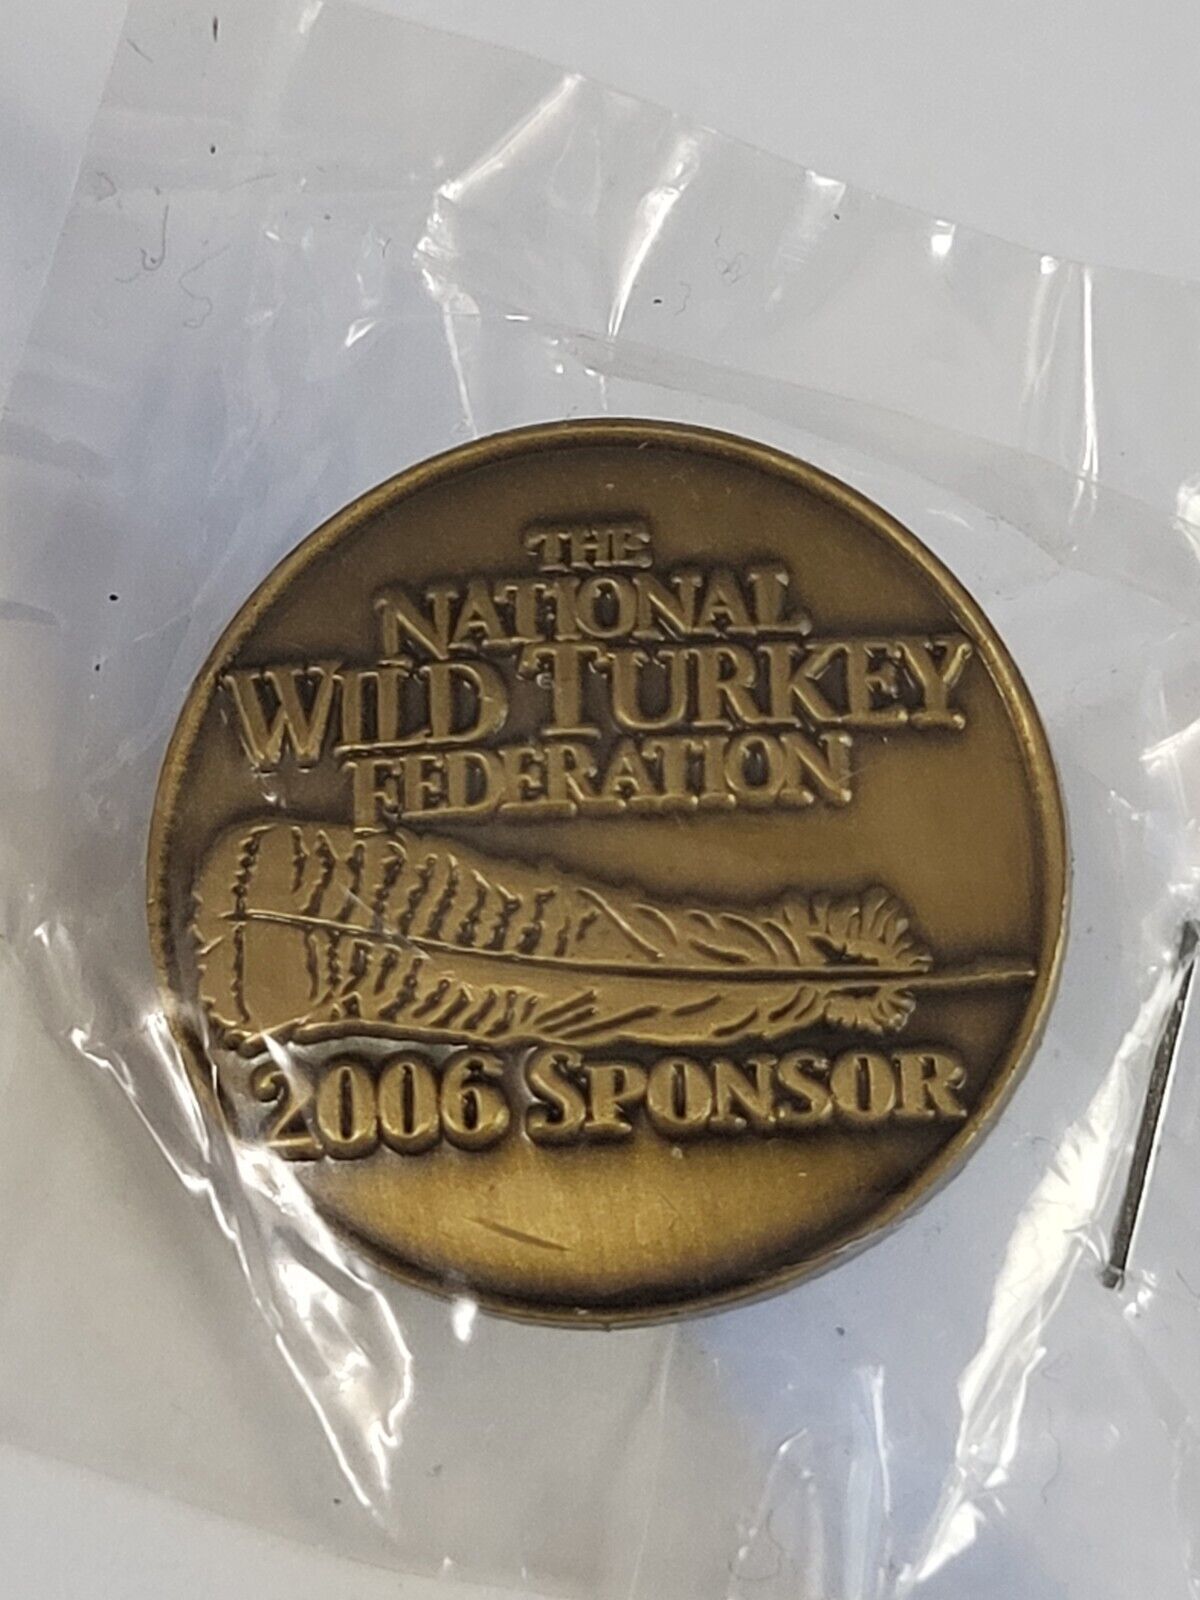 THE
NATIONAL
WILD TURKEY
FEDERATION
2006 SPONSOR